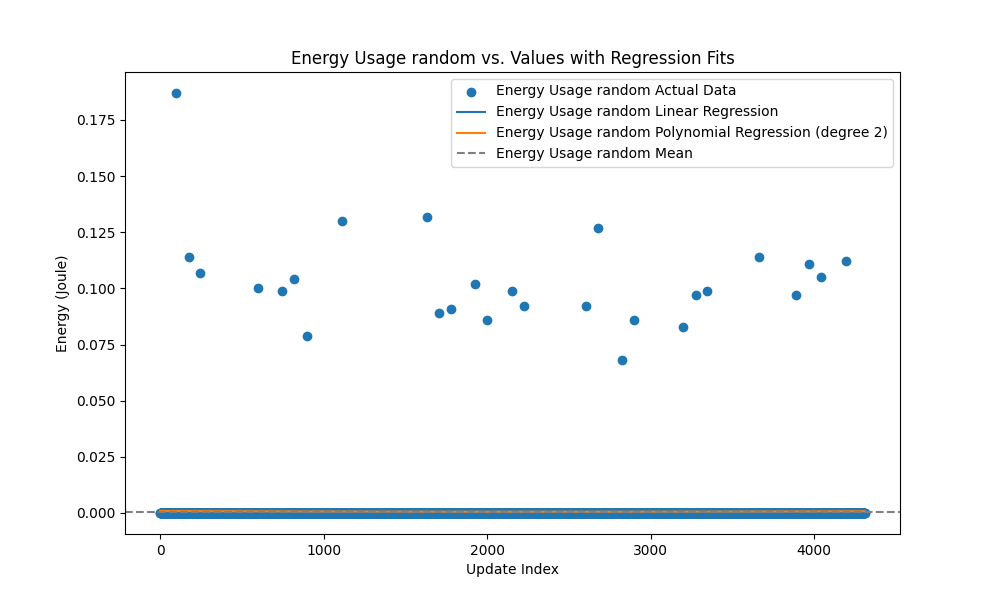 Energy Usage random vs. Values with Regression Fits
Energy Usage random Actual Data
Energy Usage random Linear Regression
Energy Usage random Polynomial Regression (degree 2)
Energy Usage random Mean
Energy (Joule)
0.175
0.150
0.125
0.100
0.075
0.050
0.025
0.000
0 1000 2000 3000 4000
Update Index